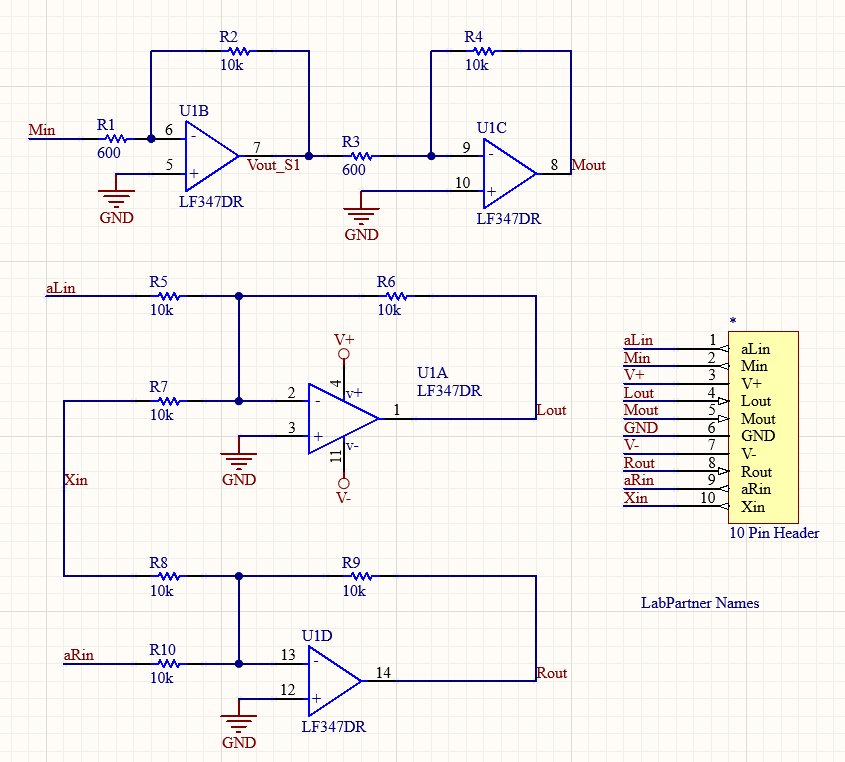 R2
10k
R4
10k
Min
R1
600
U1B
6
-
5
+
7
Vout_S1
LF347DR
GND
R3
600
U1C
9
-
10
+
8
Mout
LF347DR
GND
aLin
R5
10k
R6
10k
V+
R7
10k
U1A
LF347DR
4
v+
2
-
3
+
1
Lout
11
v-
GND
V-
Xin
R8
10k
R9
10k
aRin
R10
10k
U1D
13
-
12
+
14
Rout
LF347DR
GND
*
aLin 1 aLin
Min 2 Min
V+ 3 V+
Lout 4 Lout
Mout 5 Mout
GND 6 GND
V- 7 V-
Rout 8 Rout
aRin 9 aRin
Xin 10 Xin
10 Pin Header
LabPartner Names